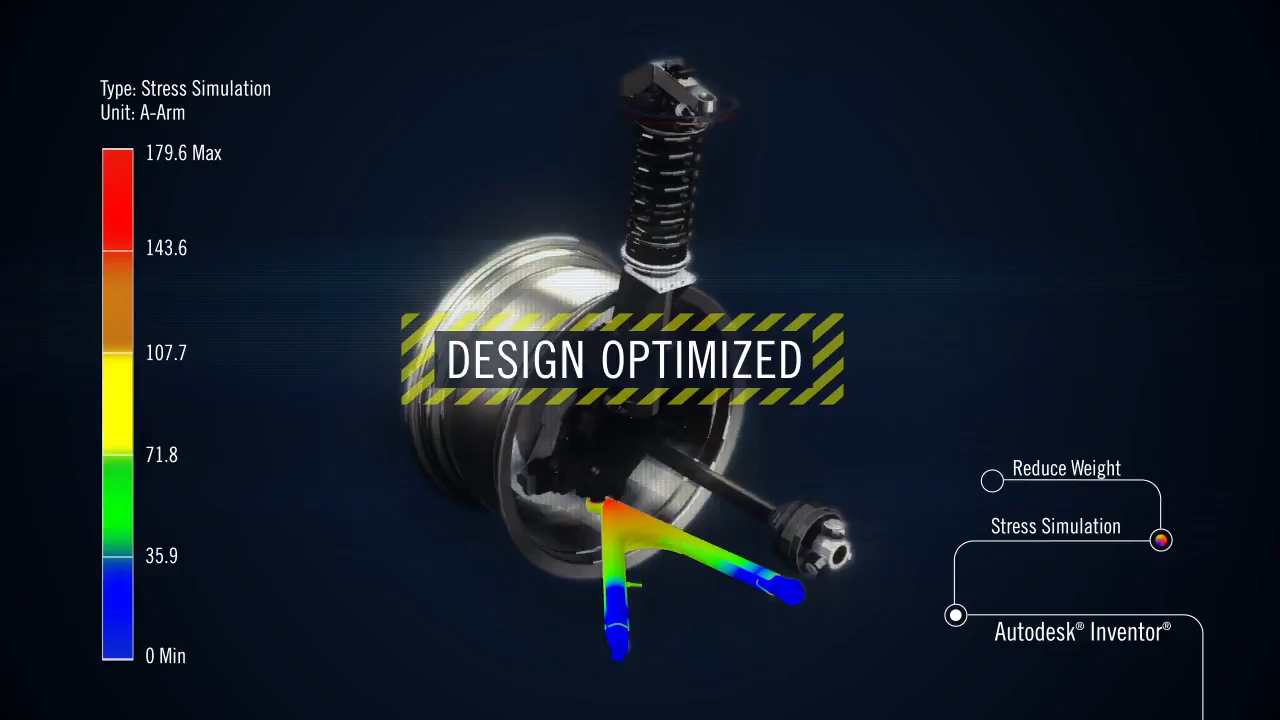 Type: Stress Simulation
Unit: A-Arm
179.6 Max
143.6
107.7
71.8
35.9
0 Min
DESIGN OPTIMIZED
Reduce Weight
Stress Simulation
Autodesk® Inventor®